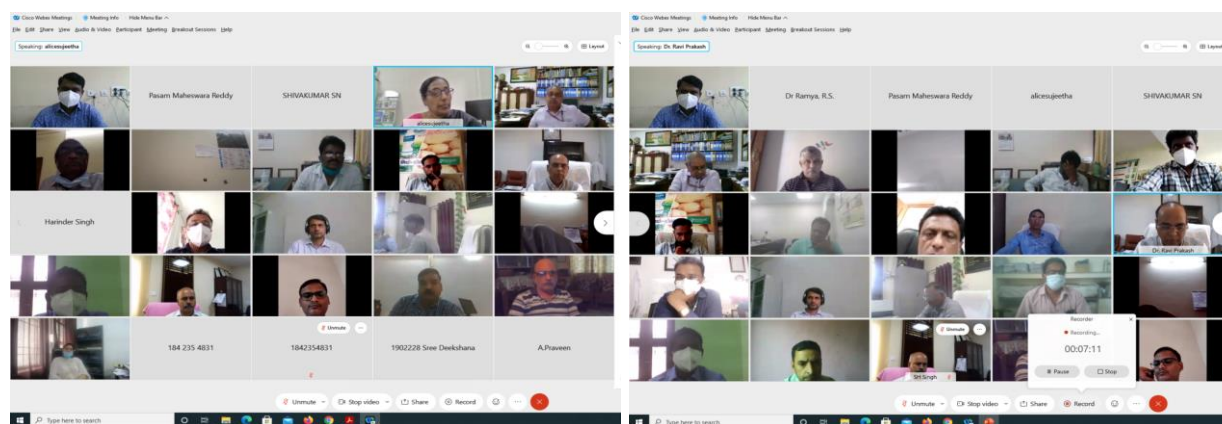 Cisco Webex Meetings Meeting Info Hide Menu Bar
File Edit Share View Audio & Video Participant Meeting Breakout Sessions Help
Speaking: alicesujeetha
Layout
Pasam Maheswara Reddy
SHIVAKUMAR SN
alicesujeetha
Harinder Singh
Unmute
184 235 4831
1842354831
1902228 Sree Deekshana
A.Praveen
Unmute Stop video Share Record
Type here to search
Cisco Webex Meetings Meeting Info Hide Menu Bar
File Edit Share View Audio & Video Participant Meeting Breakout Sessions Help
Speaking: Dr. Ravi Prakash
Layout
Dr Ramya, R.S.
Pasam Maheswara Reddy
alicesujeetha
SHIVAKUMAR SN
Dr. Ravi Prakash
Unmute
Sri Singh
Recorder
Recording...
00:07:11
Pause Stop
Unmute Stop video Share Record
Type here to search